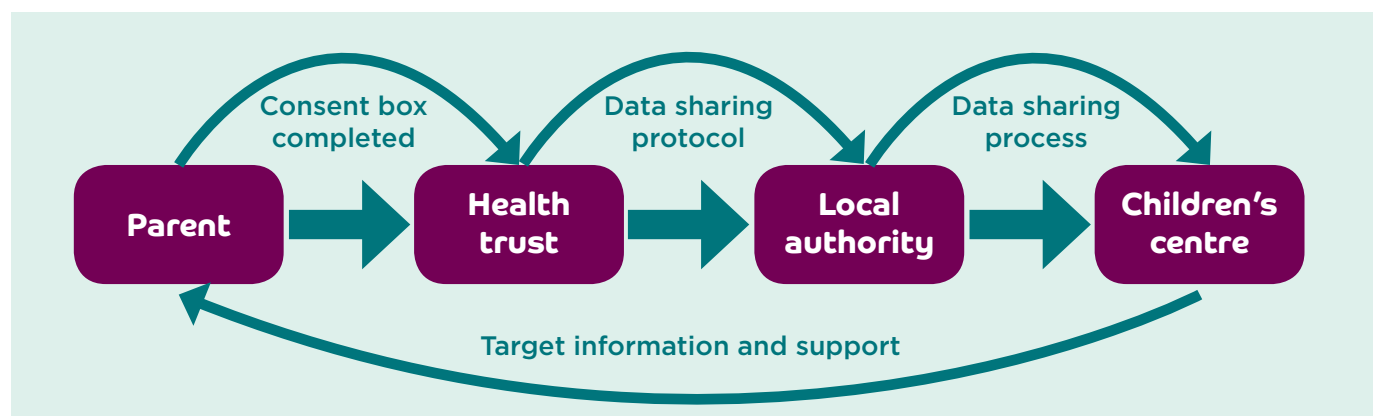 Consent box
completed
Data sharing
protocol
Data sharing
process
Parent
Health
trust
Local
authority
Children's
centre
Target information and support